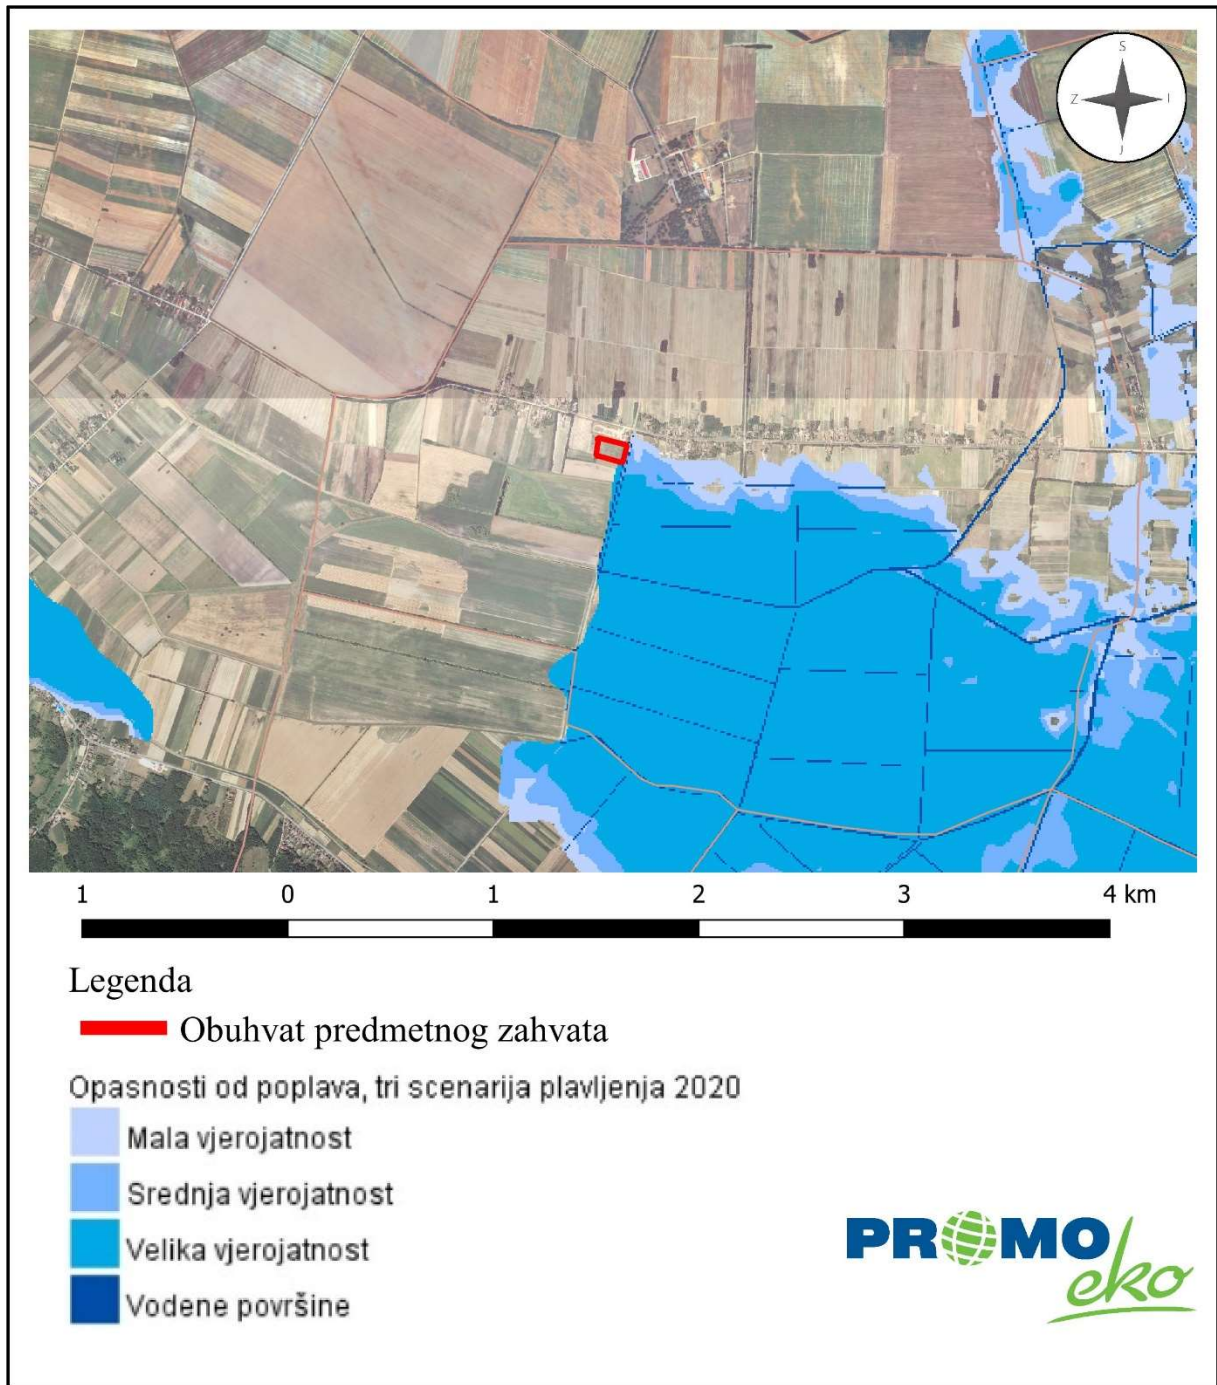 S
Z I
J
1 0 1 2 3 4 km
Legenda
Obuhvat predmetnog zahvata
Opasnosti od poplava, tri scenarija plavljenja 2020
Mala vjerojatnost
Srednja vjerojatnost
Velika vjerojatnost
Vodene površine
PROMO
eko